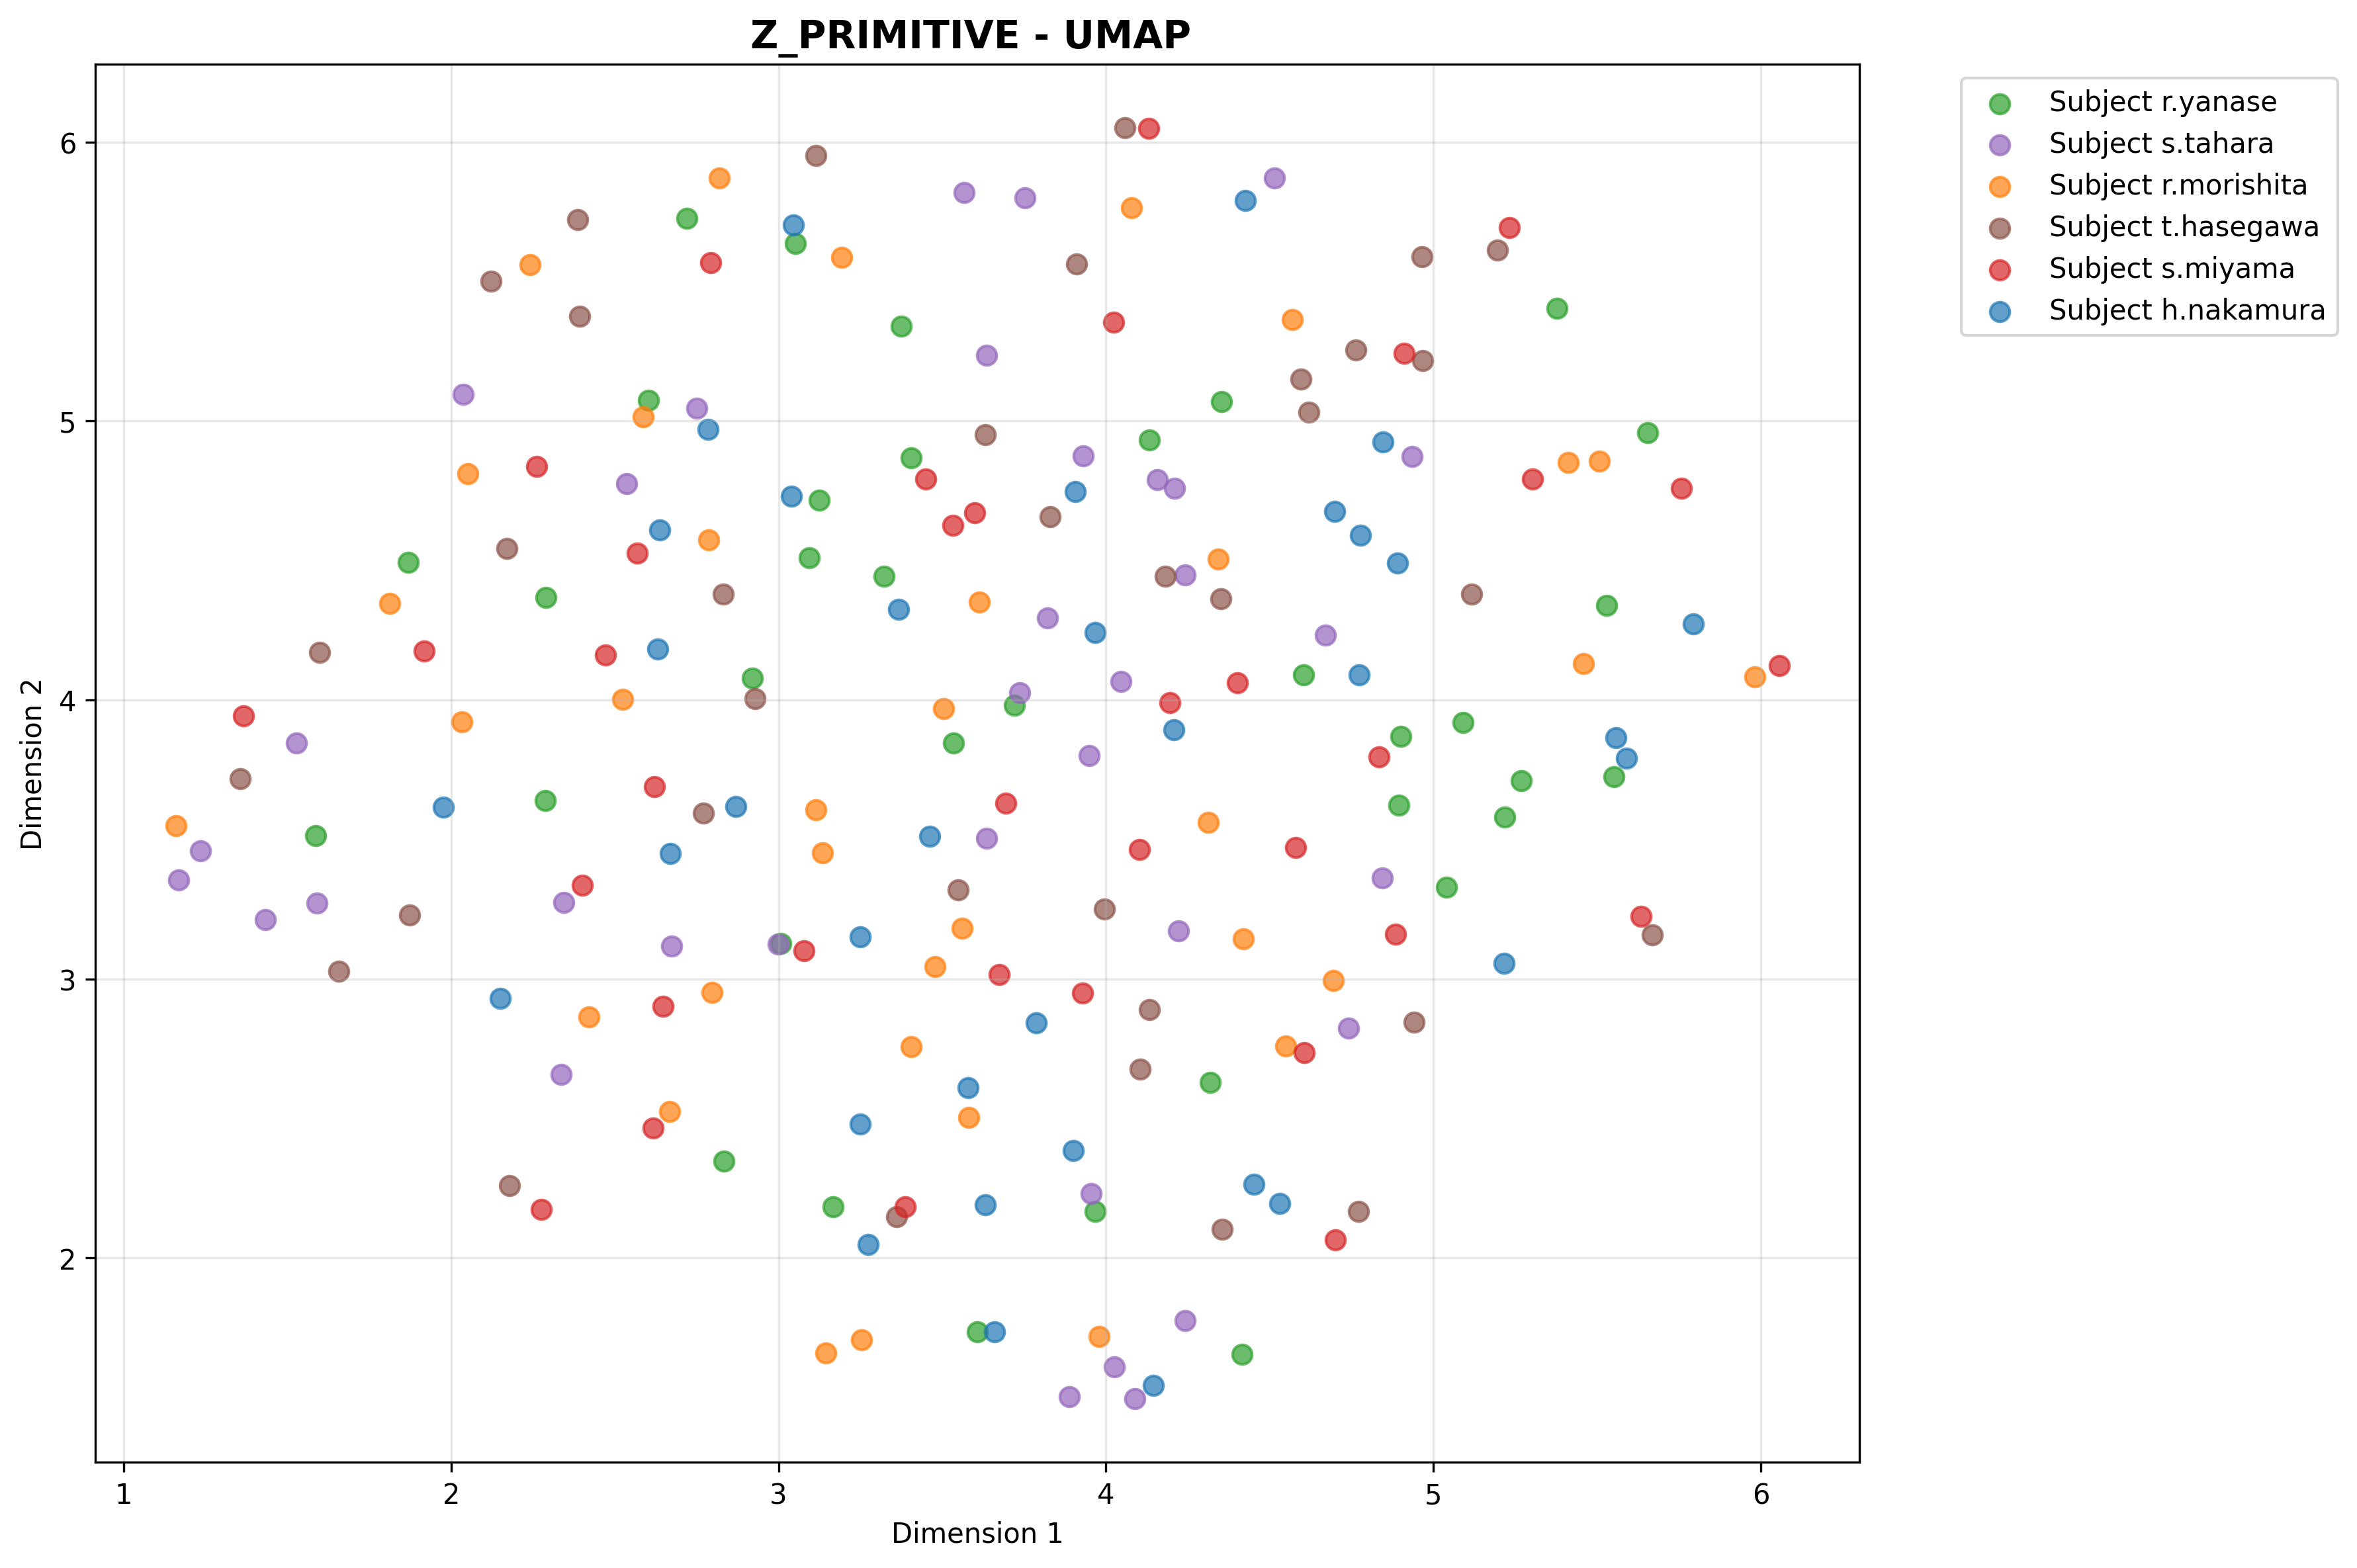 Z_PRIMITIVE - UMAP
Subject r.yanase
Subject s.tahara
Subject r.morishita
Subject t.hasegawa
Subject s.miyama
Subject h.nakamura
6
5
4
3
2
Dimension 2
1 2 3 4 5 6
Dimension 1